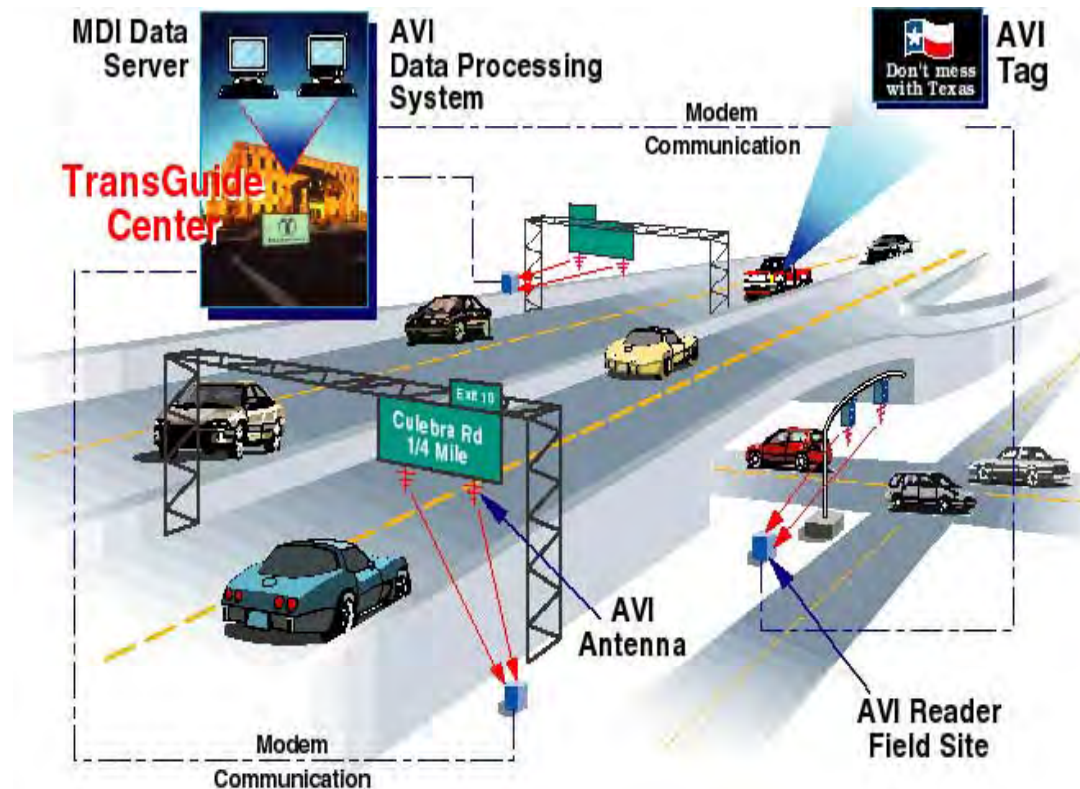 MDI Data
Server
AVI
Data Processing
System
Don't mess
with Texas
AVI
Tag
Modem
Communication
TransGuide
Center
Exit 10
Culebra Rd
1/4 Mile
AVI
Antenna
AVI Reader
Field Site
Modem
Communication